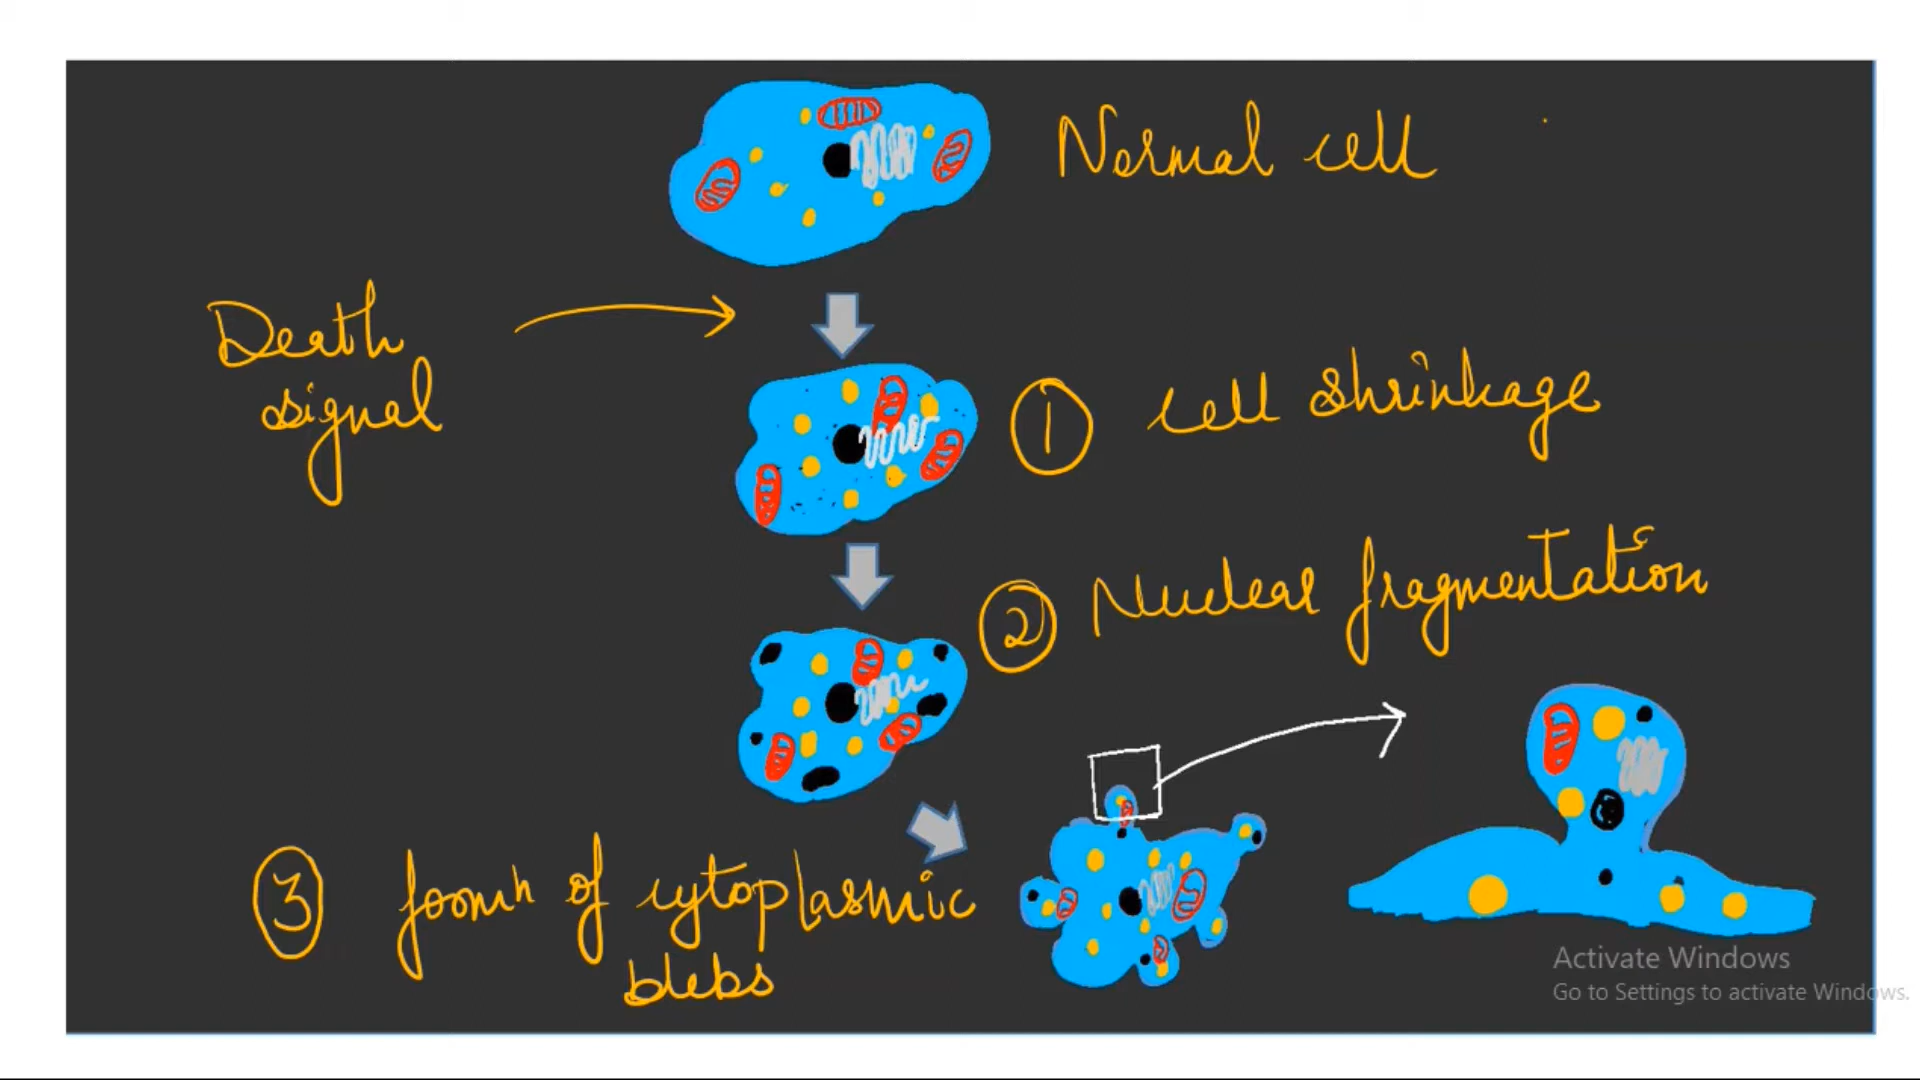 Normal cell
Death
signal
① cell shrinkage
② Nuclear fragmentation
③ formn of cytoplasmic
blebs
Activate Windows
Go to Settings to activate Windows.